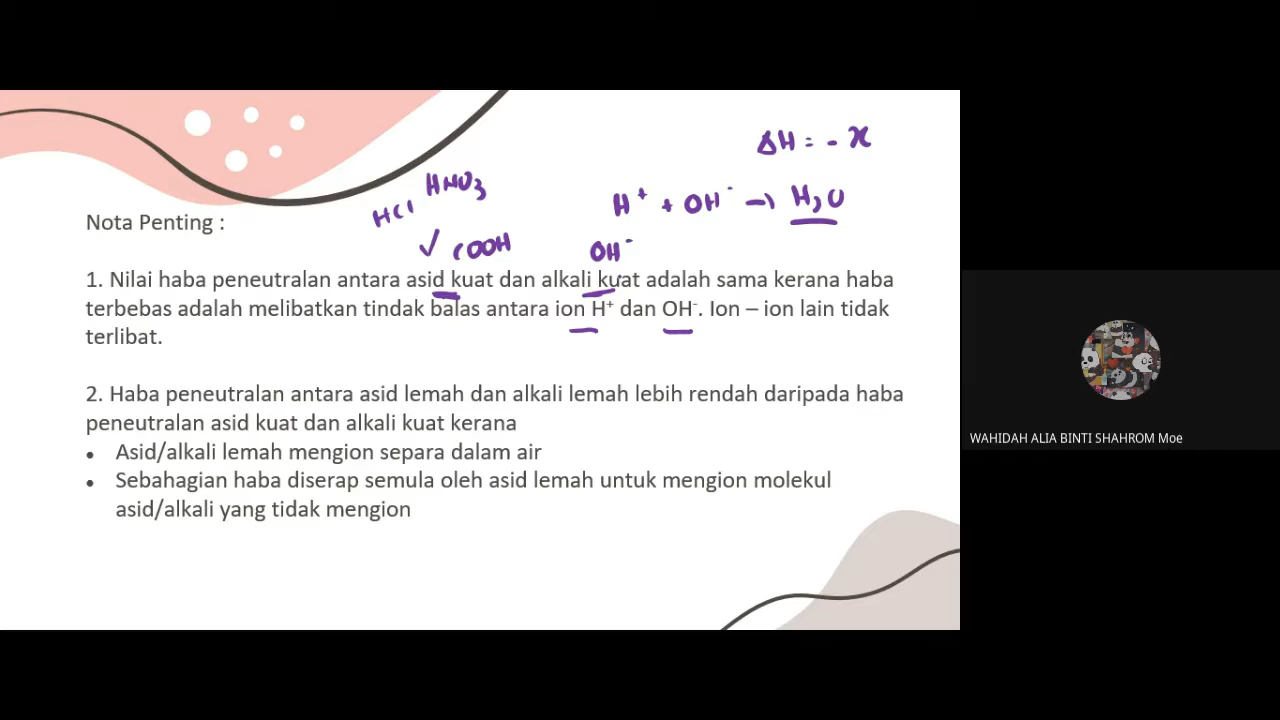 ΔH = - x
HNO3
HCl
H+ + OH- → H2O
✓ COOH
OH-
Nota Penting :
1. Nilai haba peneutralan antara asid kuat dan alkali kuat adalah sama kerana haba
terbebas adalah melibatkan tindak balas antara ion H⁺ dan OH⁻. Ion – ion lain tidak
terlibat.
2. Haba peneutralan antara asid lemah dan alkali lemah lebih rendah daripada haba
peneutralan asid kuat dan alkali kuat kerana
• Asid/alkali lemah mengion separa dalam air
• Sebahagian haba diserap semula oleh asid lemah untuk mengion molekul
asid/alkali yang tidak mengion
WAHIDAH ALIA BINTI SHAHROM Moe